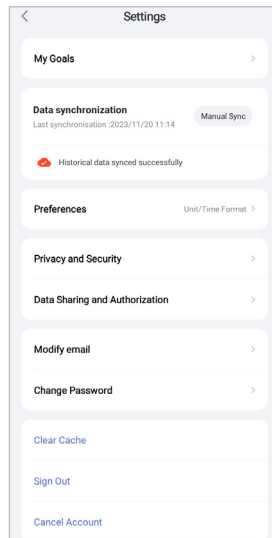 Settings
My Goals
Data synchronization
Manual Sync
Last synchronisation :2023/11/20 11:14
Historical data synced successfully
Preferences
Unit/Time Format
Privacy and Security
Data Sharing and Authorization
Modify email
Change Password
Clear Cache
Sign Out
Cancel Account